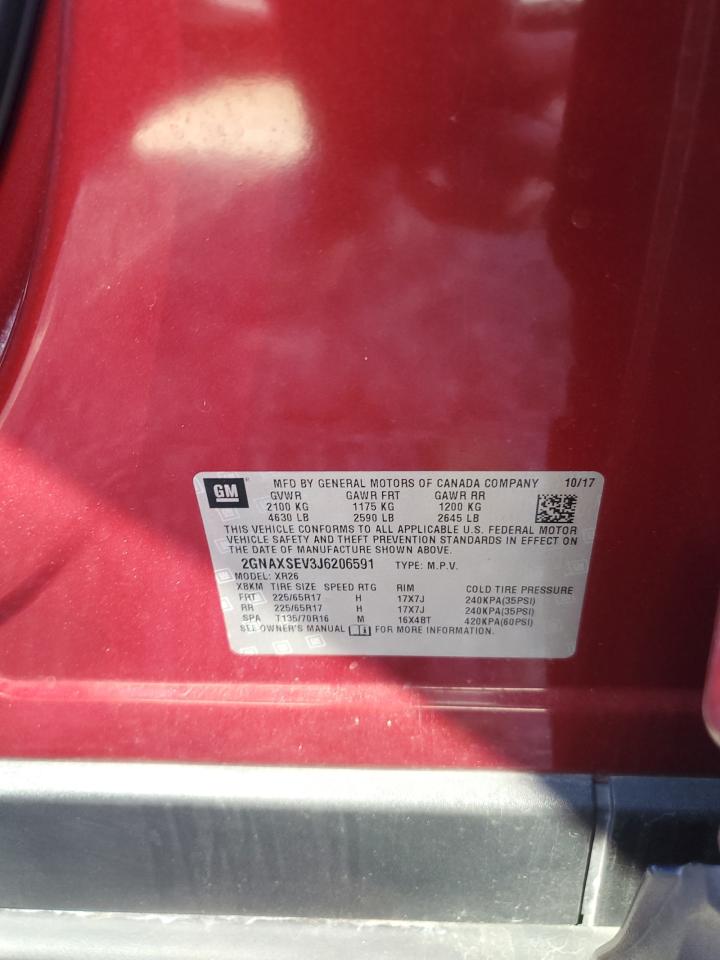 GM
MFD BY GENERAL MOTORS OF CANADA COMPANY 10/17
GVWR GAWR FRT GAWR RR
2100 KG 1175 KG 1200 KG
4630 LB 2590 LB 2645 LB
THIS VEHICLE CONFORMS TO ALL APPLICABLE U.S. FEDERAL MOTOR
VEHICLE SAFETY AND THEFT PREVENTION STANDARDS IN EFFECT ON
THE DATE OF MANUFACTURE SHOWN ABOVE.
2GNAXSEV3J6206591 TYPE: M.P.V.
MODEL: XR26
X8KM TIRE SIZE SPEED RTG RIM COLD TIRE PRESSURE
FRT 225/65R17 H 17X7J 240KPA(35PSI)
RR 225/65R17 H 17X7J 240KPA(35PSI)
SPA T135/70R16 M 16X4BT 420KPA(60PSI)
SEE OWNER'S MANUAL FOR MORE INFORMATION.